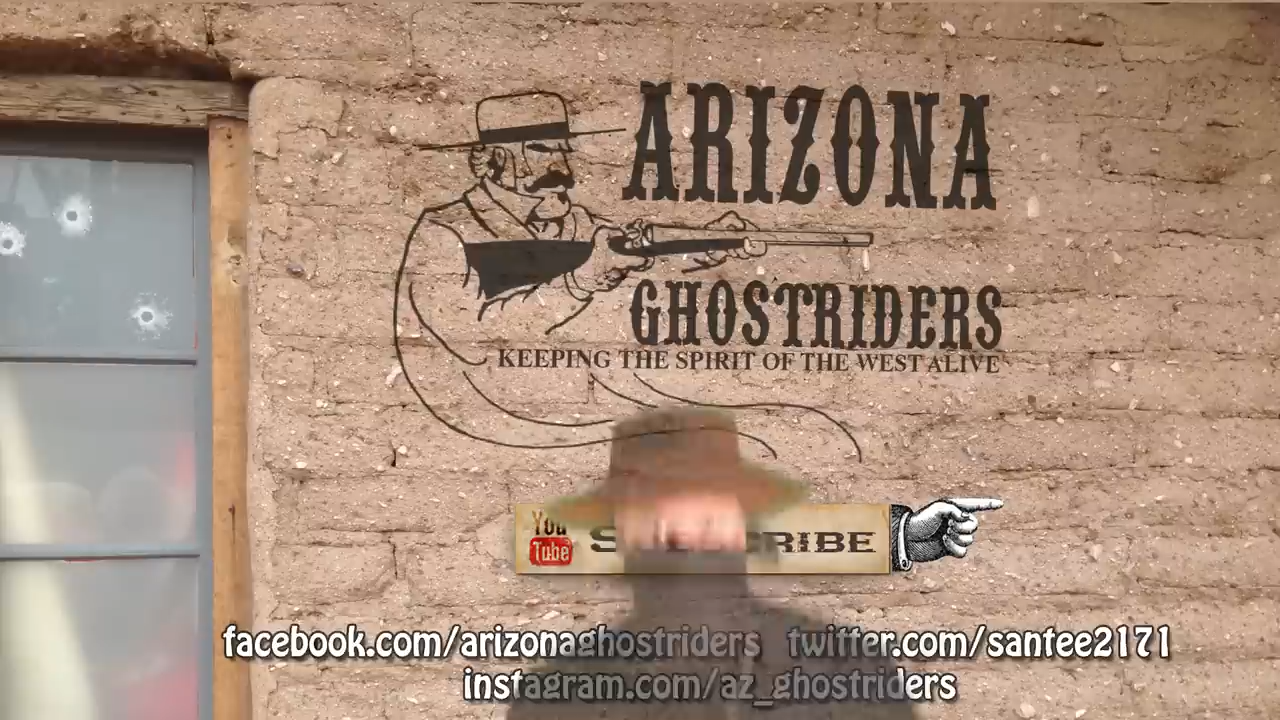 ARIZONA
GHOSTRIDERS
KEEPING THE SPIRIT OF THE WEST ALIVE
You Tube SUBSCRIBE
facebook.com/arizonaghostriders twitter.com/santee2171
instagram.com/az_ghostriders